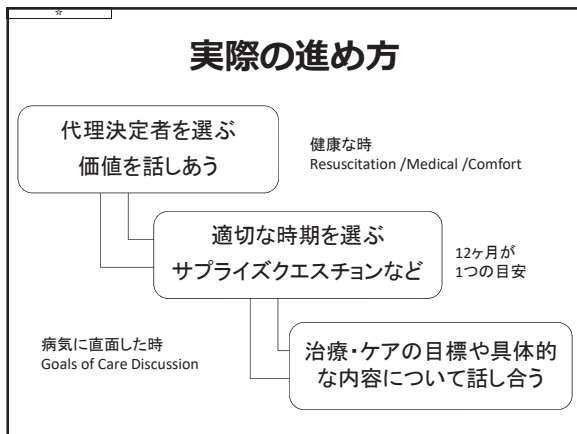 ☆
実際の進め方
代理決定者を選ぶ
価値を話しあう
健康な時
Resuscitation /Medical /Comfort
適切な時期を選ぶ
サプライズクエスチョンなど
12ヶ月が
1つの目安
病気に直面した時
Goals of Care Discussion
治療・ケアの目標や具体的
な内容について話し合う